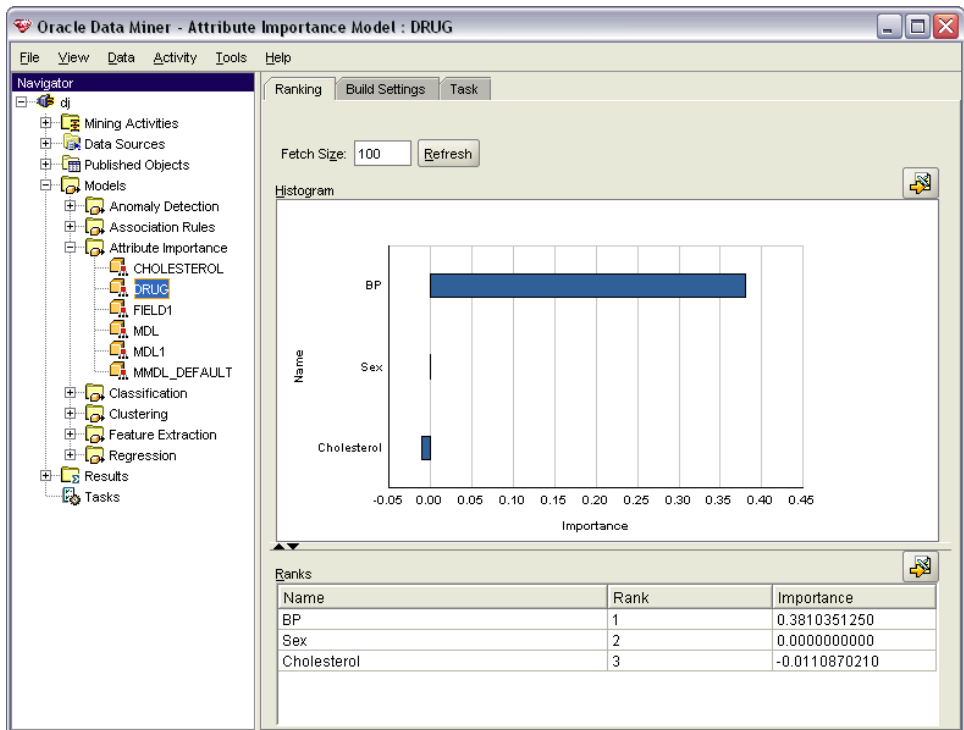 Oracle Data Miner - Attribute Importance Model : DRUG
File View Data Activity Tools Help
Navigator
dj
Mining Activities
Data Sources
Published Objects
Models
Anomaly Detection
Association Rules
Attribute Importance
CHOLESTEROL
DRUG
FIELD1
MDL
MDL1
MMDL_DEFAULT
Classification
Clustering
Feature Extraction
Regression
Results
Tasks
Ranking Build Settings Task
Fetch Size: 100 Refresh
Histogram
Name
BP
Sex
Cholesterol
-0.05 0.00 0.05 0.10 0.15 0.20 0.25 0.30 0.35 0.40 0.45
Importance
Ranks
Name Rank Importance
BP 1 0.3810351250
Sex 2 0.0000000000
Cholesterol 3 -0.0110870210